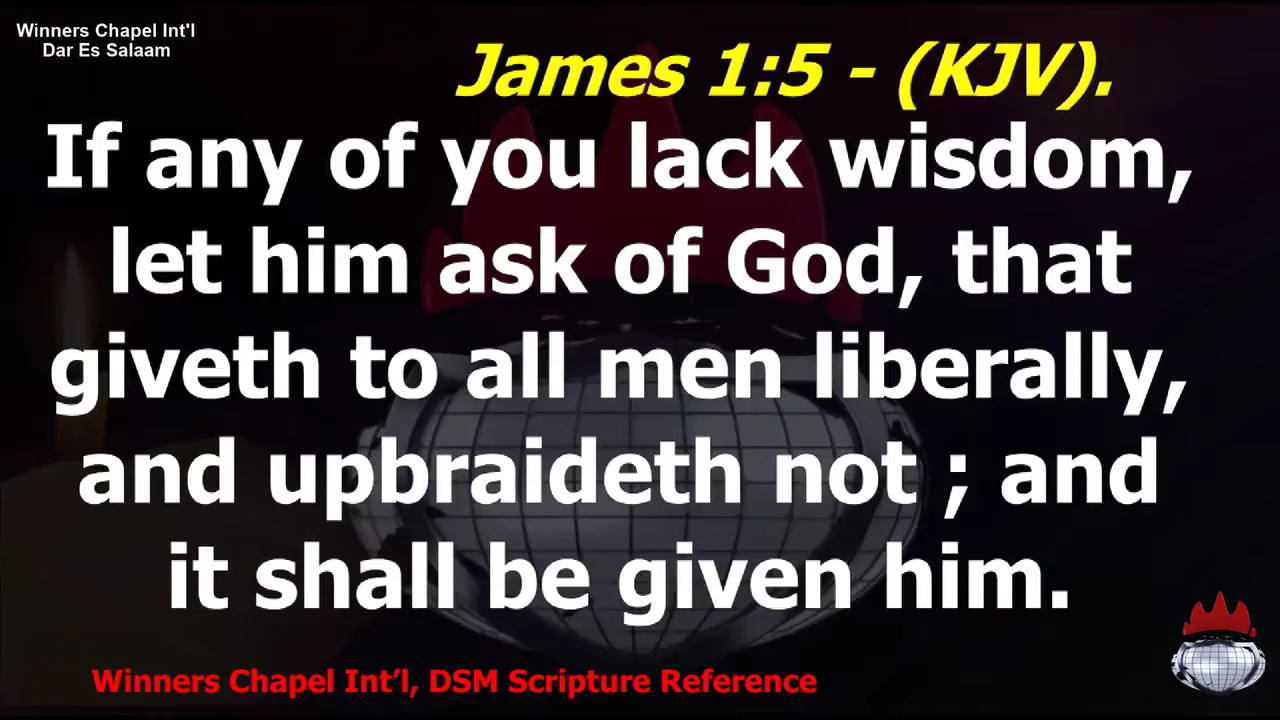 Winners Chapel Int'l
Dar Es Salaam
James 1:5 - (KJV).
If any of you lack wisdom,
let him ask of God, that
giveth to all men liberally,
and upbraideth not ; and
it shall be given him.
Winners Chapel Int’l, DSM Scripture Reference